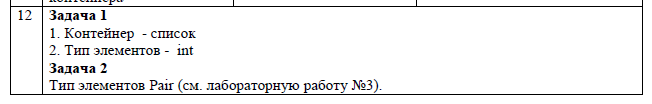 контейнера
12 Задача 1
1. Контейнер - список
2. Тип элементов - int
Задача 2
Тип элементов Pair (см. лабораторную работу №3).